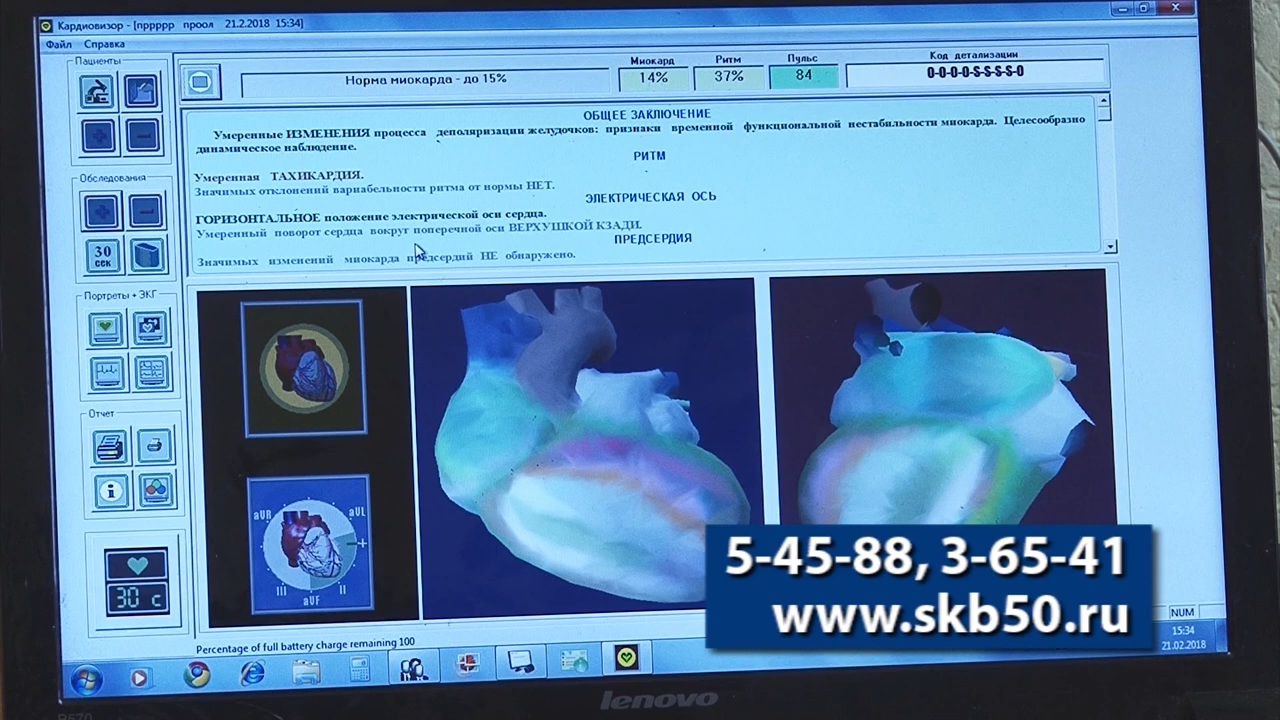 Кардиовизор - [пррррр проол 21.2.2018 15:34]
Файл Справка
Пациенты
Обследования
30
сек
Портреты + ЭКГ
Отчет
30 с
Норма миокарда - до 15%
Миокард
14%
Ритм
37%
Пульс
84
Код детализации
0-0-0-0-S-S-S-S-0
ОБЩЕЕ ЗАКЛЮЧЕНИЕ
Умеренные ИЗМЕНЕНИЯ процесса деполяризации желудочков: признаки временной функциональной нестабильности миокарда. Целесообразно
динамическое наблюдение.
РИТМ
Умеренная ТАХИКАРДИЯ.
Значимых отклонений вариабельности ритма от нормы НЕТ.
ЭЛЕКТРИЧЕСКАЯ ОСЬ
ГОРИЗОНТАЛЬНОЕ положение электрической оси сердца.
Умеренный поворот сердца вокруг поперечной оси ВЕРХУШКОЙ КЗАДИ.
ПРЕДСЕРДИЯ
Значимых изменений миокарда предсердий НЕ обнаружено.
aVR
aVL
I
III
II
aVF
5-45-88, 3-65-41
www.skb50.ru
Percentage of full battery charge remaining 100
NUM
15:34
21.02.2018
lenovo